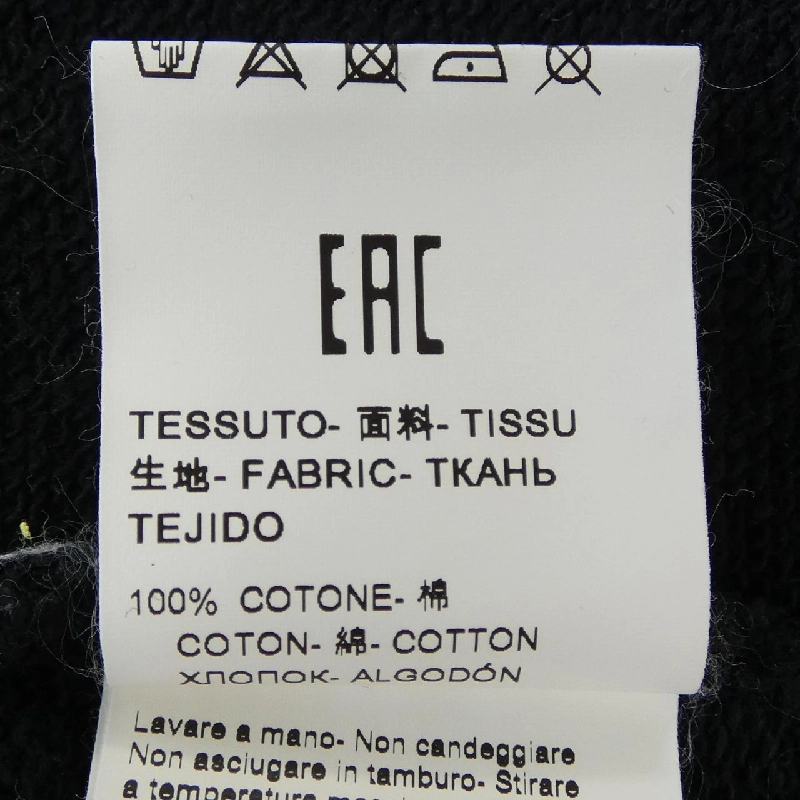 EAC
TESSUTO- 面料- TISSU
生地- FABRIC- ТКАНЬ
TEJIDO
100% COTONE- 棉
COTON- 綿- COTTON
ХЛОПОК- ALGODÓN
Lavare a mano- Non candeggiare
Non asciugare in tamburo- Stirare
a temperatura